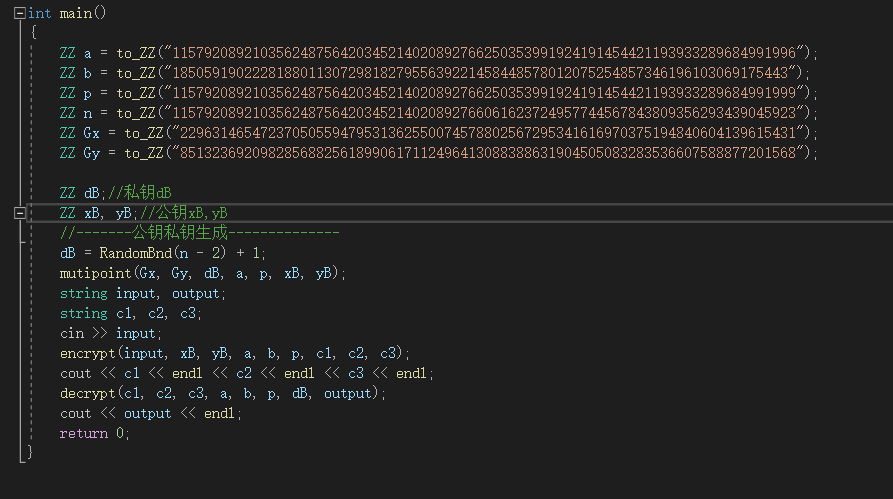 int main()
{
ZZ a = to_ZZ("115792089210356248756420345214020892766250353991924191454421193933289684991996");
ZZ b = to_ZZ("18505919022281880113072981827955639221458448578012075254857346196103069175443");
ZZ p = to_ZZ("115792089210356248756420345214020892766250353991924191454421193933289684991999");
ZZ n = to_ZZ("115792089210356248756420345214020892766061623724957744567843809356293439045923");
ZZ Gx = to_ZZ("22963146547237050559479531362550074578802567295341616970375194840604139615431");
ZZ Gy = to_ZZ("85132369209828568825618990617112496413088388631904505083283536607588877201568");
ZZ dB;//私钥dB
ZZ xB, yB;//公钥xB,yB
//-------公钥私钥生成--------------
dB = RandomBnd(n - 2) + 1;
mutipoint(Gx, Gy, dB, a, p, xB, yB);
string input, output;
string c1, c2, c3;
cin >> input;
encrypt(input, xB, yB, a, b, p, c1, c2, c3);
cout << c1 << endl << c2 << endl << c3 << endl;
decrypt(c1, c2, c3, a, b, p, dB, output);
cout << output << endl;
return 0;
}